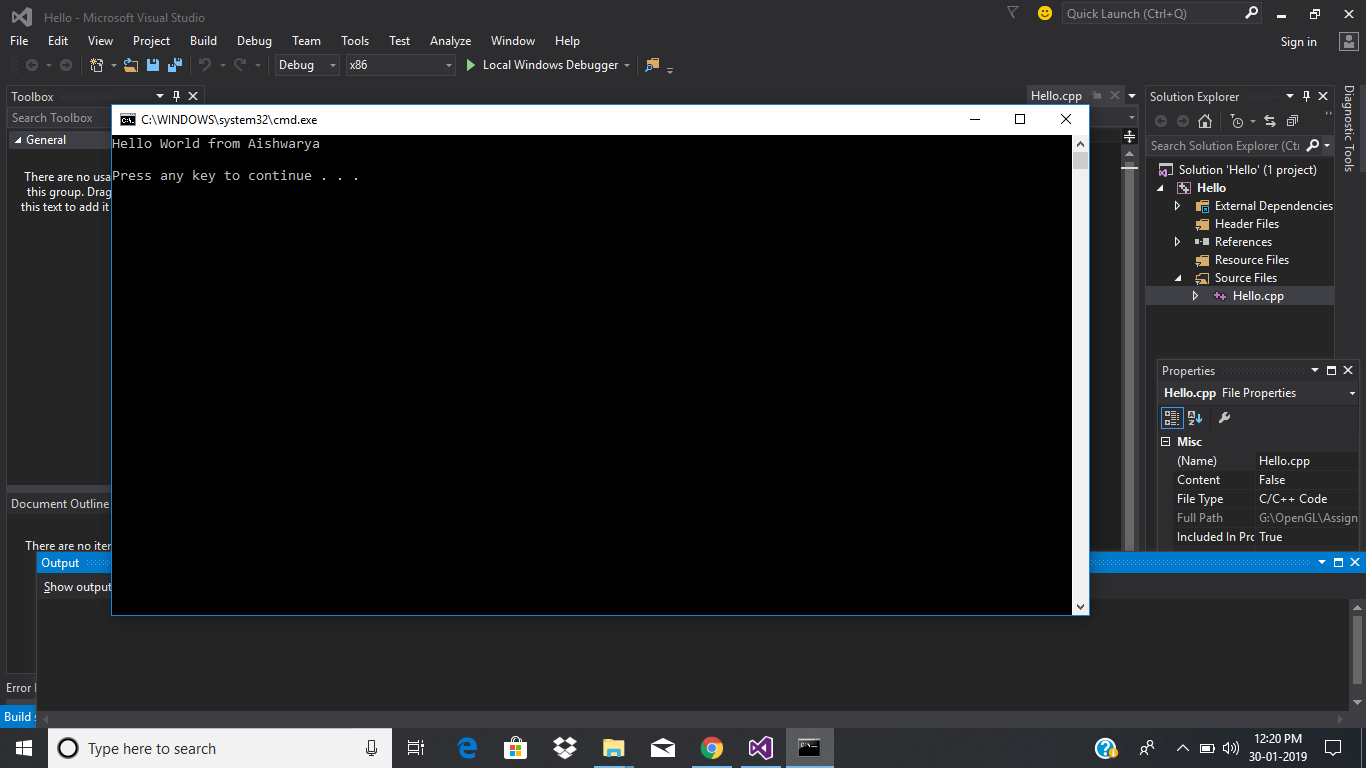 Hello - Microsoft Visual Studio
Quick Launch (Ctrl+Q)
File Edit View Project Build Debug Team Tools Test Analyze Window Help
Sign in
Debug x86 Local Windows Debugger
Toolbox
Search Toolbox
General
There are no usa
this group. Drag
this text to add it
Document Outline
There are no iter
C:\WINDOWS\system32\cmd.exe
Hello World from Aishwarya
Press any key to continue . . .
Hello.cpp
Solution Explorer
Search Solution Explorer (Ctr
Solution 'Hello' (1 project)
Hello
External Dependencies
Header Files
References
Resource Files
Source Files
Hello.cpp
Diagnostic Tools
Properties
Hello.cpp File Properties
Misc
(Name) Hello.cpp
Content False
File Type C/C++ Code
Full Path G:\OpenGL\Assign
Included In Prc True
Output
Show output
Error
Build
Type here to search
12:20 PM
30-01-2019